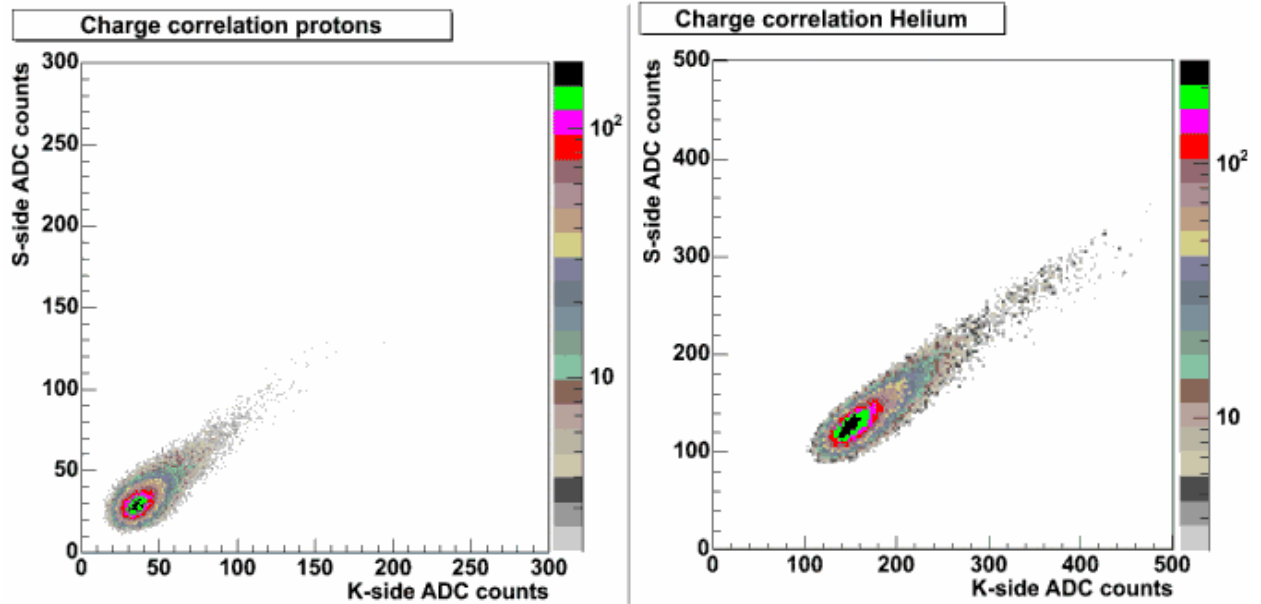 Charge correlation protons
S-side ADC counts
300
250
200
150
100
50
0
0 50 100 150 200 250 300
K-side ADC counts
10²
10
Charge correlation Helium
S-side ADC counts
500
400
300
200
100
0
0 100 200 300 400 500
K-side ADC counts
10²
10